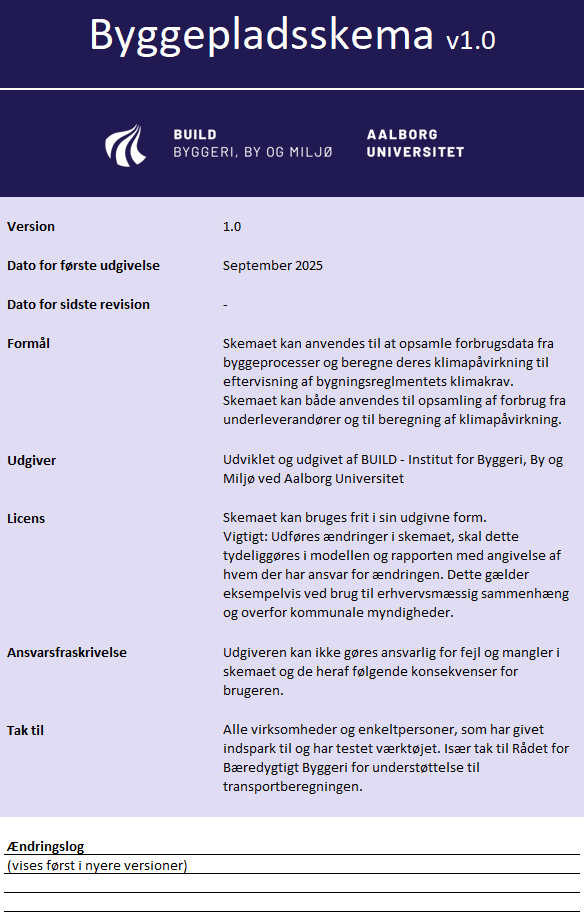 Byggepladsskema v1.0
BUILD
BYGGERI, BY OG MILJØ
AALBORG
UNIVERSITET
Version 1.0
Dato for første udgivelse September 2025
Dato for sidste revision -
Formål Skemaet kan anvendes til at opsamle forbrugsdata fra
byggeprocesser og beregne deres klimapåvirkning til
eftervisning af bygningsreglmentets klimakrav.
Skemaet kan både anvendes til opsamling af forbrug fra
underleverandører og til beregning af klimapåvirkning.
Udgiver Udviklet og udgivet af BUILD - Institut for Byggeri, By og
Miljø ved Aalborg Universitet
Licens Skemaet kan bruges frit i sin udgivne form.
Vigtigt: Udføres ændringer i skemaet, skal dette
tydeliggøres i modellen og rapporten med angivelse af
hvem der har ansvar for ændringen. Dette gælder
eksempelvis ved brug til erhvervsmæssig sammenhæng
og overfor kommunale myndigheder.
Ansvarsfraskrivelse Udgiveren kan ikke gøres ansvarlig for fejl og mangler i
skemaet og de heraf følgende konsekvenser for
brugeren.
Tak til Alle virksomheder og enkeltpersoner, som har givet
indspark til og har testet værktøjet. Især tak til Rådet for
Bæredygtigt Byggeri for understøttelse til
transportberegningen.
Ændringslog
(vises først i nyere versioner)